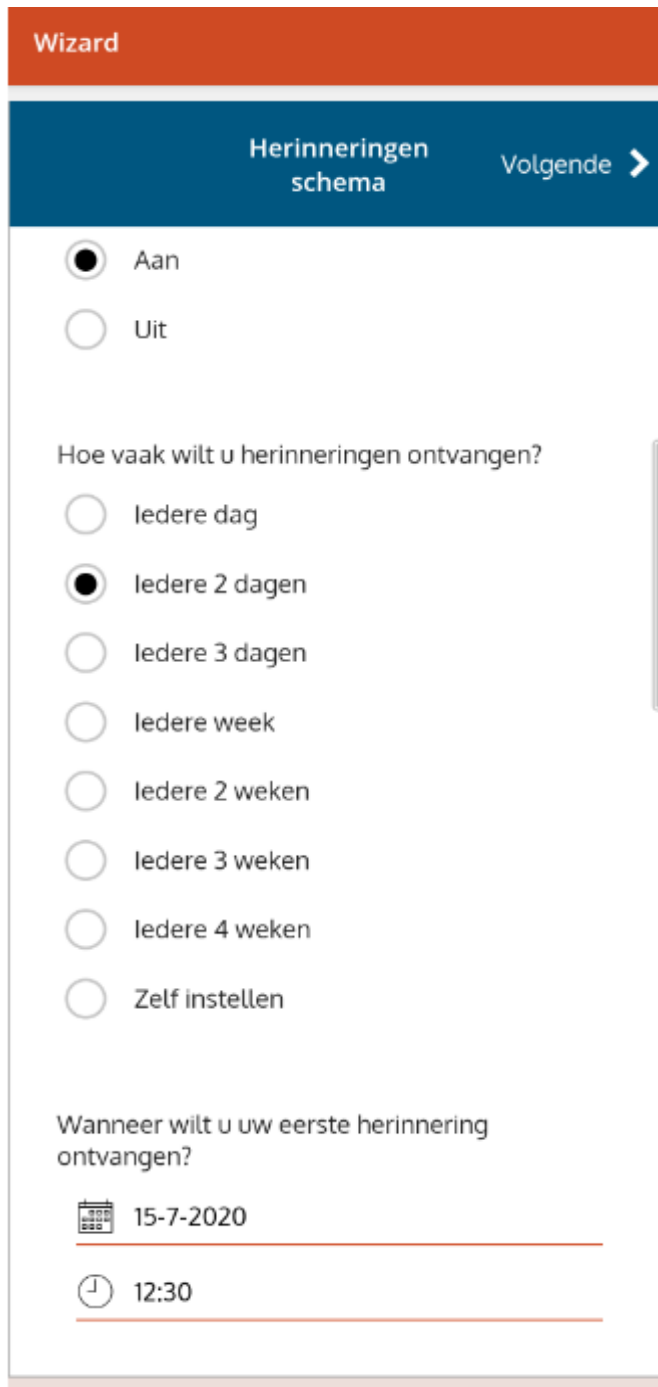 Wizard
Herinneringen
schema
Volgende
Aan
Uit
Hoe vaak wilt u herinneringen ontvangen?
Iedere dag
Iedere 2 dagen
Iedere 3 dagen
Iedere week
Iedere 2 weken
Iedere 3 weken
Iedere 4 weken
Zelf instellen
Wanneer wilt u uw eerste herinnering
ontvangen?
15-7-2020
12:30